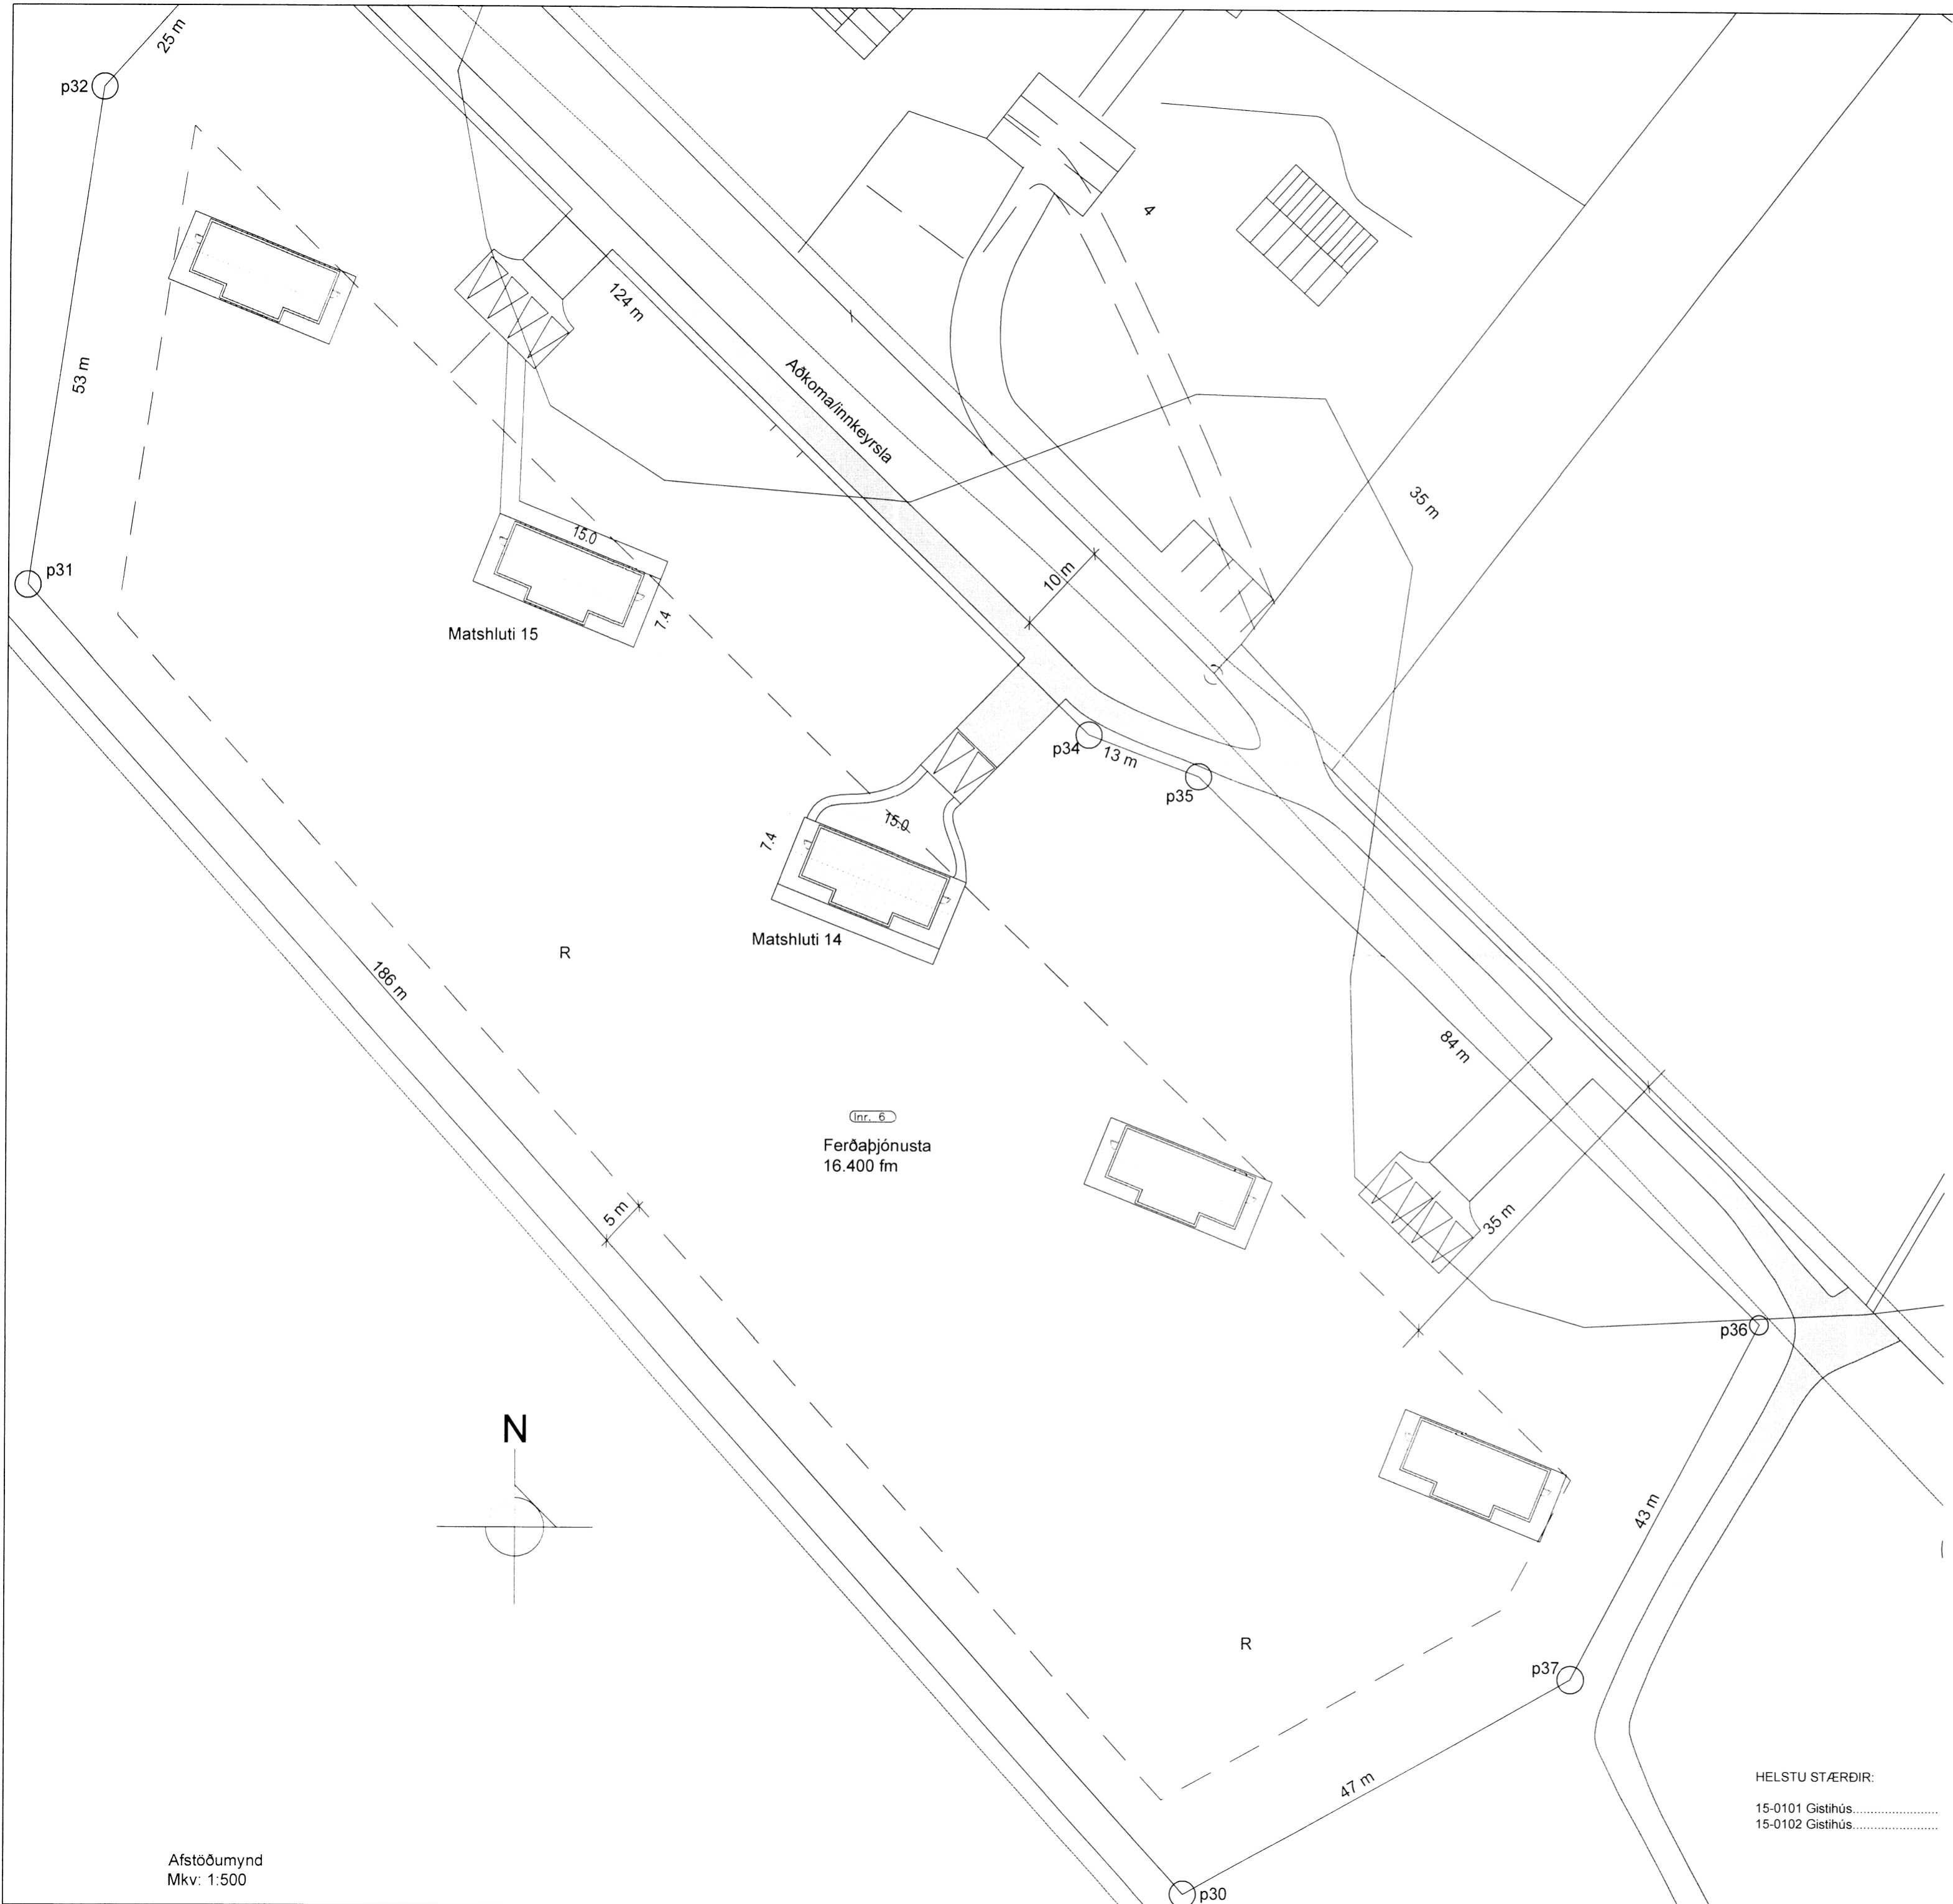 25 m
p32
4
124 m
53 m
Aðkoma/innkeyrsla
35 m
15.0
10 m
p31
7.4
Matshluti 15
p34
13 m
p35
15.0
7.4
Matshluti 14
R
186 m
84 m
lnr. 6
Ferðaþjónusta
16.400 fm
5 m
35 m
p36
N
43 m
R
p37
47 m
HELSTU STÆRÐIR:
15-0101 Gistihús.......................
15-0102 Gistihús.......................
Afstöðumynd
Mkv: 1:500
p30